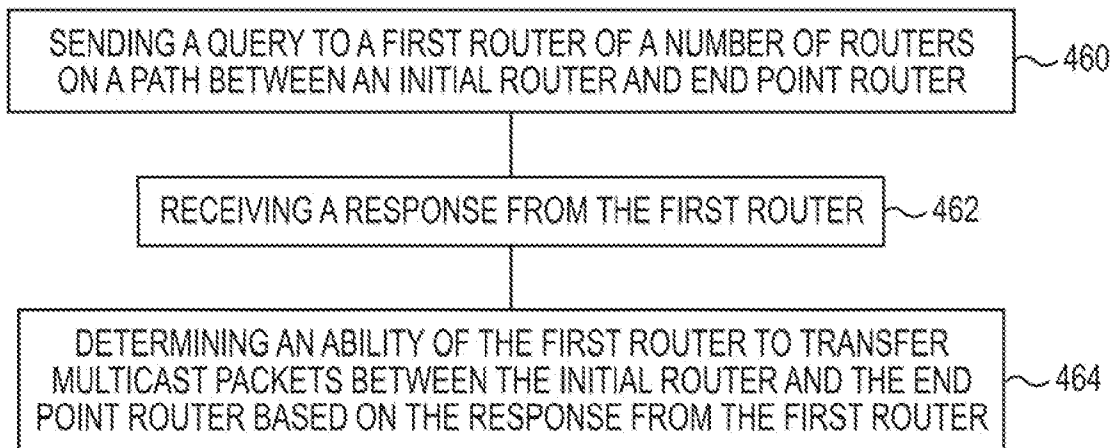 SENDING A QUERY TO A FIRST ROUTER OF A NUMBER OF ROUTERS
ON A PATH BETWEEN AN INITIAL ROUTER AND END POINT ROUTER
460
RECEIVING A RESPONSE FROM THE FIRST ROUTER
462
DETERMINING AN ABILITY OF THE FIRST ROUTER TO TRANSFER
MULTICAST PACKETS BETWEEN THE INITIAL ROUTER AND THE END
POINT ROUTER BASED ON THE RESPONSE FROM THE FIRST ROUTER
464